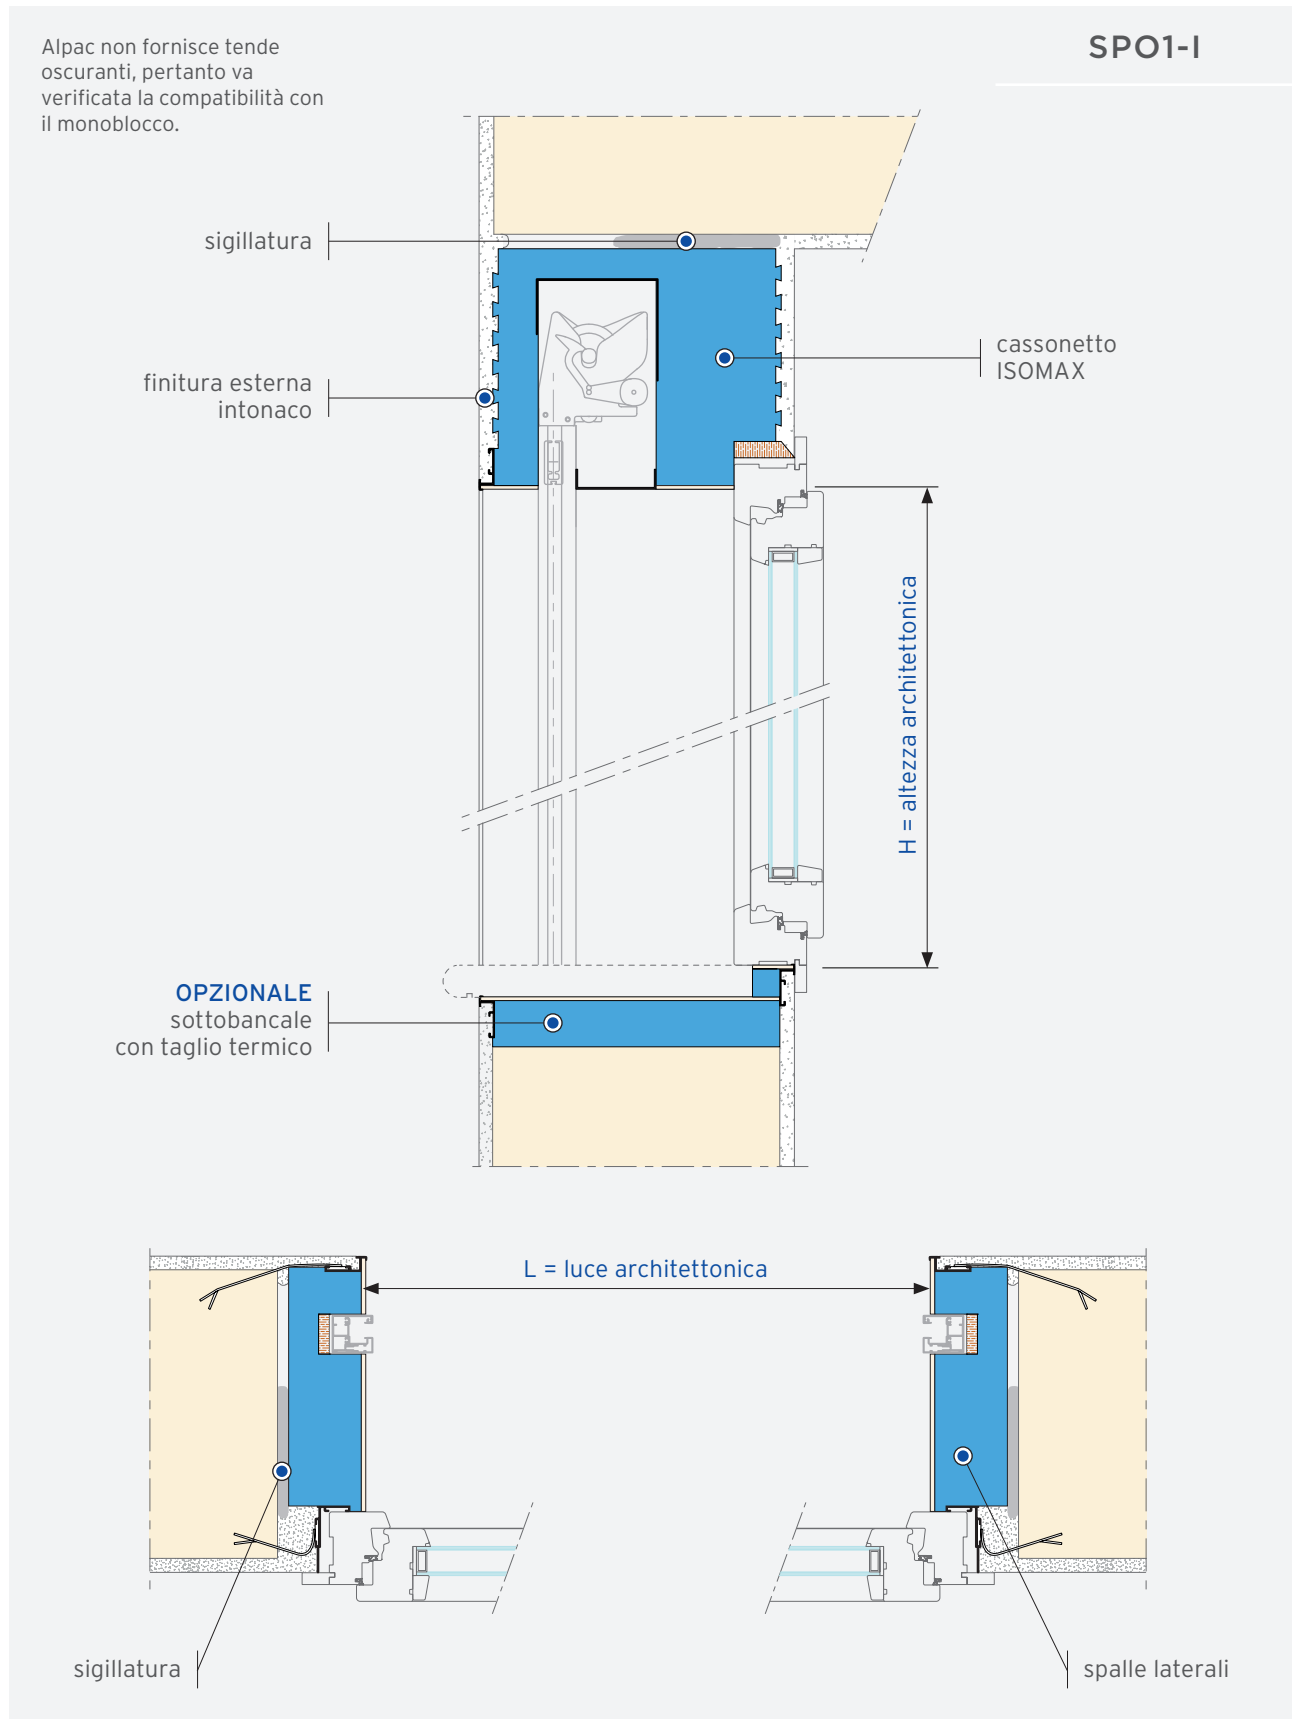 Alpac non fornisce tende
oscuranti, pertanto va
verificata la compatibilità con
il monoblocco.
SPO1-I
sigillatura
cassonetto
ISOMAX
finitura esterna
intonaco
H = altezza architettonica
OPZIONALE
sottobancale
con taglio termico
L = luce architettonica
sigillatura
spalle laterali